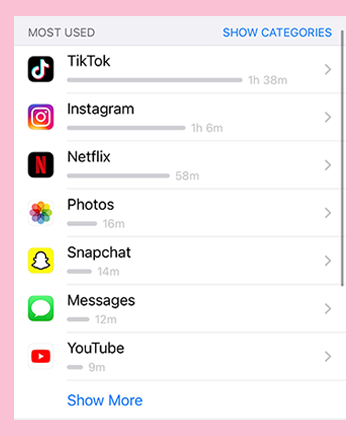 MOST USED SHOW CATEGORIES
TikTok
1h 38m
Instagram
1h 6m
Netflix
58m
Photos
16m
Snapchat
14m
Messages
12m
YouTube
9m
Show More